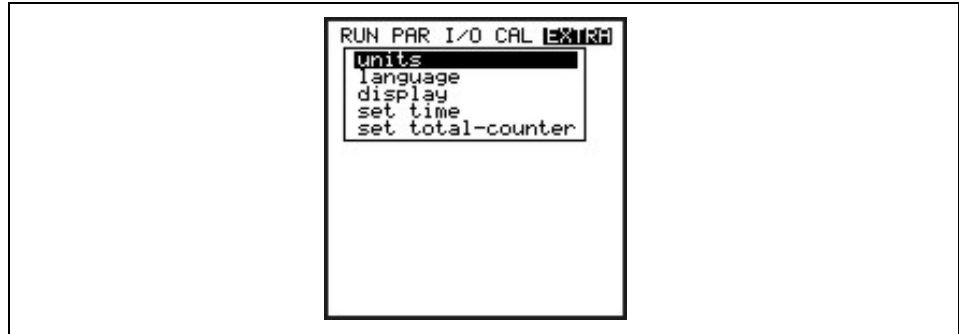 RUN PAR I/O CAL EXTRA
units
language
display
set time
set total-counter